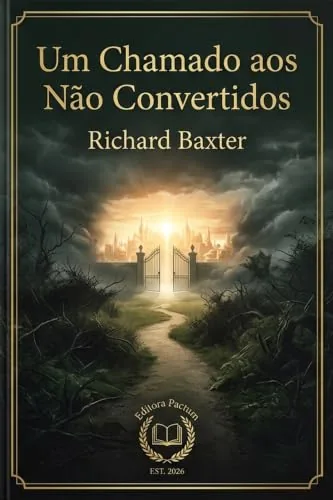 Um Chamado aos
Não Convertidos
Richard Baxter
Editora Pactum
EST. 2026